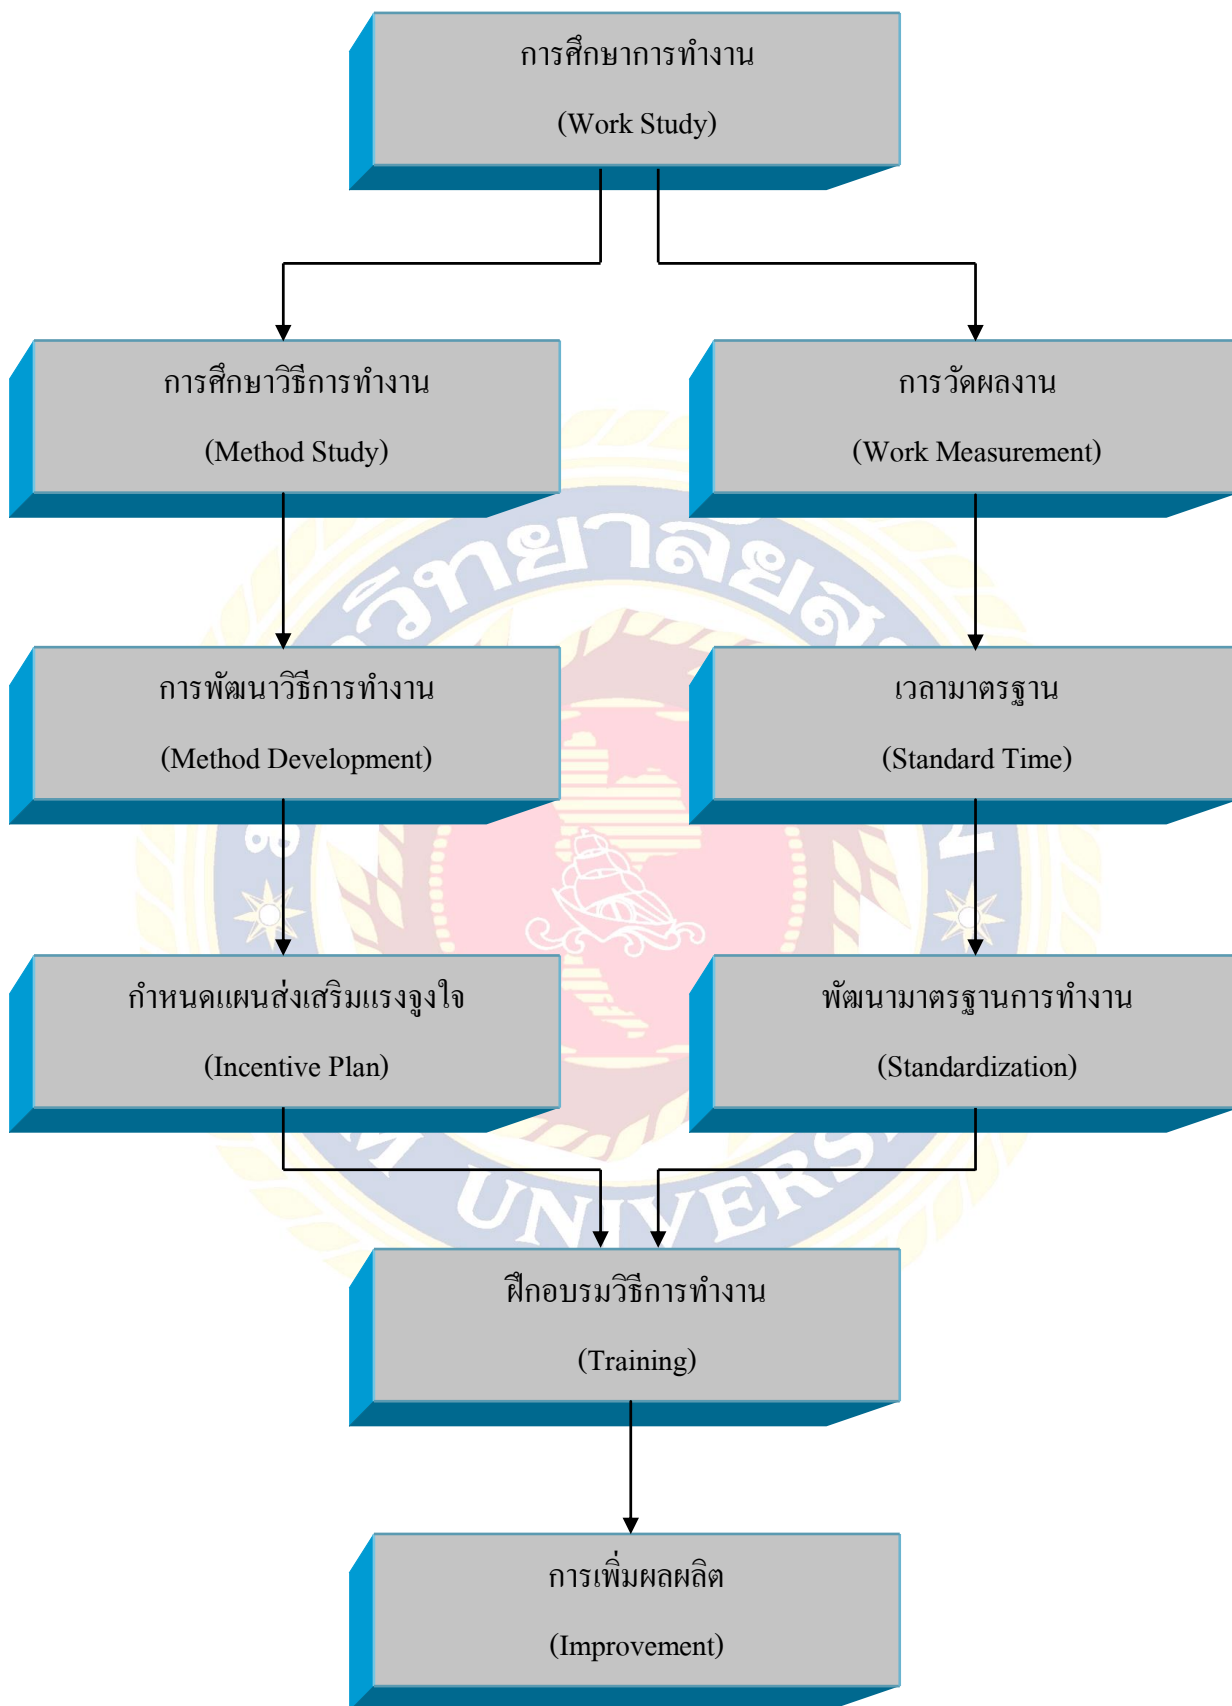 การศึกษาการทำงาน
(Work Study)
การศึกษาวิธีการทำงาน
(Method Study)
การวัดผลงาน
(Work Measurement)
การพัฒนาวิธีการทำงาน
(Method Development)
เวลามาตรฐาน
(Standard Time)
กำหนดแผนส่งเสริมแรงจูงใจ
(Incentive Plan)
พัฒนามาตรฐานการทำงาน
(Standardization)
ฝึกอบรมวิธีการทำงาน
(Training)
การเพิ่มผลผลิต
(Improvement)